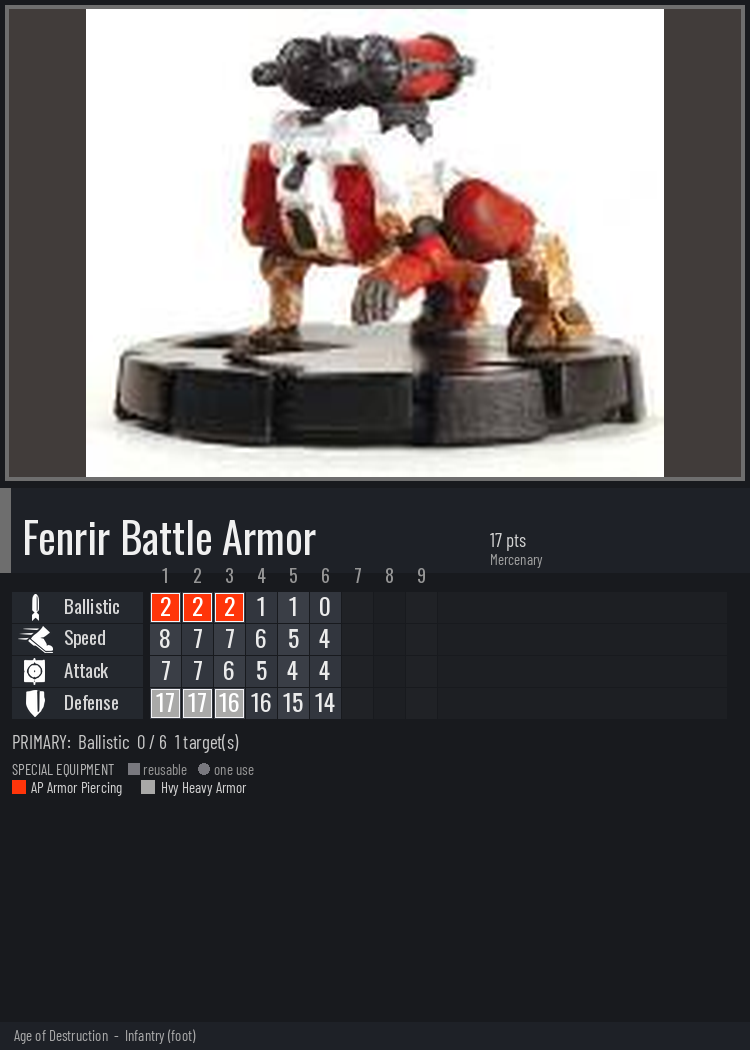 Fenrir Battle Armor
17 pts
Mercenary
1 2 3 4 5 6 7 8 9
Ballistic 2 2 2 1 1 0
Speed 8 7 7 6 5 4
Attack 7 7 6 5 4 4
Defense 17 17 16 16 15 14
PRIMARY: Ballistic 0 / 6 1 target(s)
SPECIAL EQUIPMENT reusable one use
AP Armor Piercing Hvy Heavy Armor
Age of Destruction - Infantry (foot)